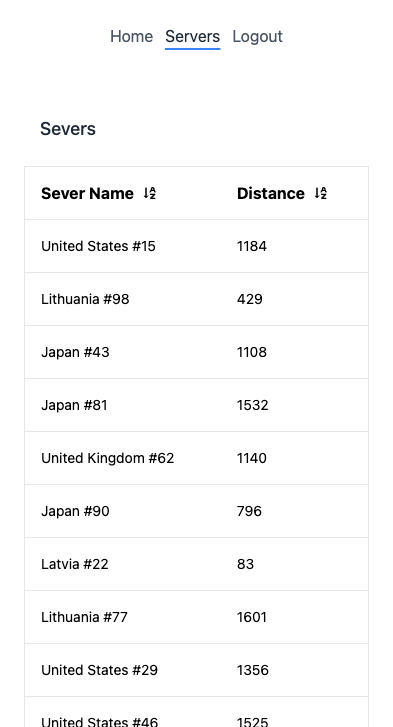 Home Servers Logout
Severs
Sever Name Distance
United States #15 1184
Lithuania #98 429
Japan #43 1108
Japan #81 1532
United Kingdom #62 1140
Japan #90 796
Latvia #22 83
Lithuania #77 1601
United States #29 1356
United States #46 1525